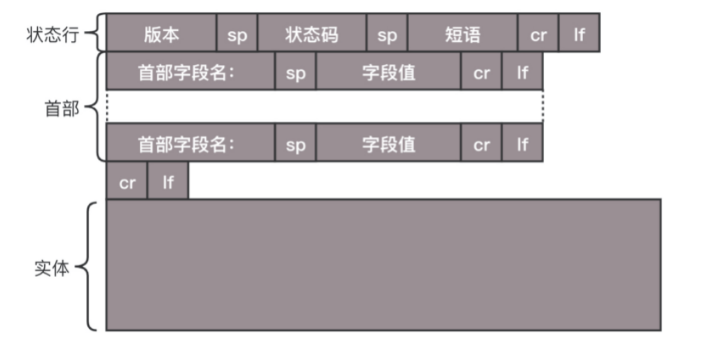 状态行 版本 sp 状态码 sp 短语 cr lf
首部字段名： sp 字段值 cr lf
首部
首部字段名： sp 字段值 cr lf
cr lf
实体